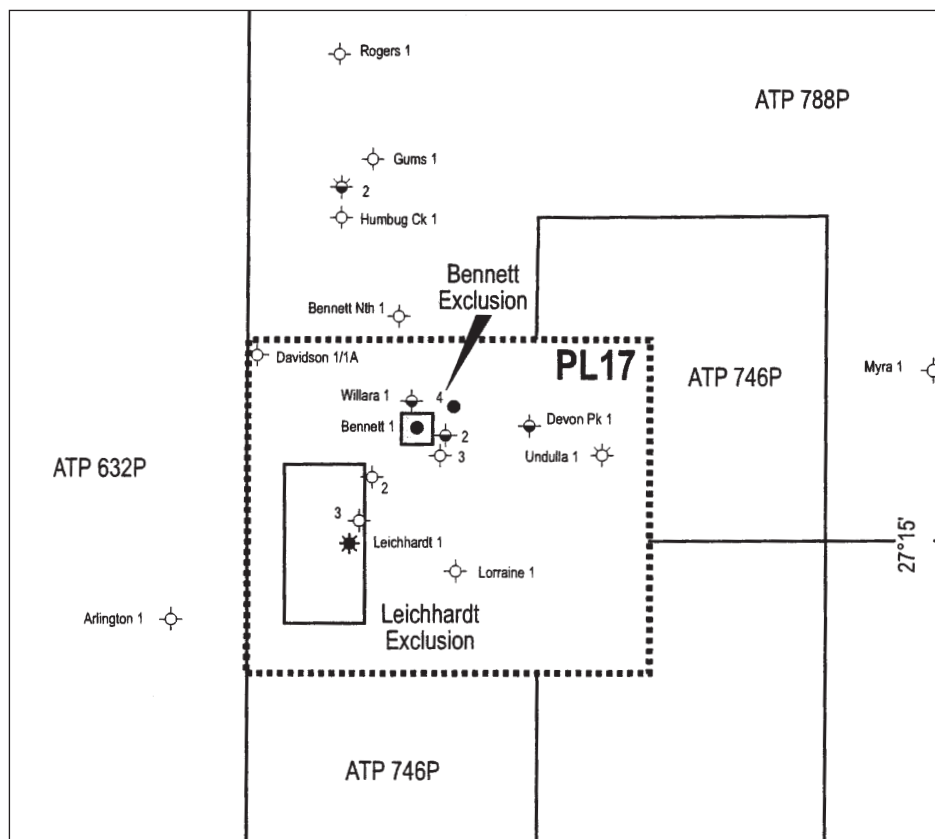 Rogers 1
ATP 788P
Gums 1
2
Humbug Ck 1
Bennett
Exclusion
Bennett Nth 1
Davidson 1/1A
PL17
Myra 1
ATP 746P
Willara 1
4
Bennett 1
2
Devon Pk 1
3
Undulla 1
ATP 632P
2
3
Leichhardt 1
27°15'
Lorraine 1
Arlington 1
Leichhardt
Exclusion
ATP 746P